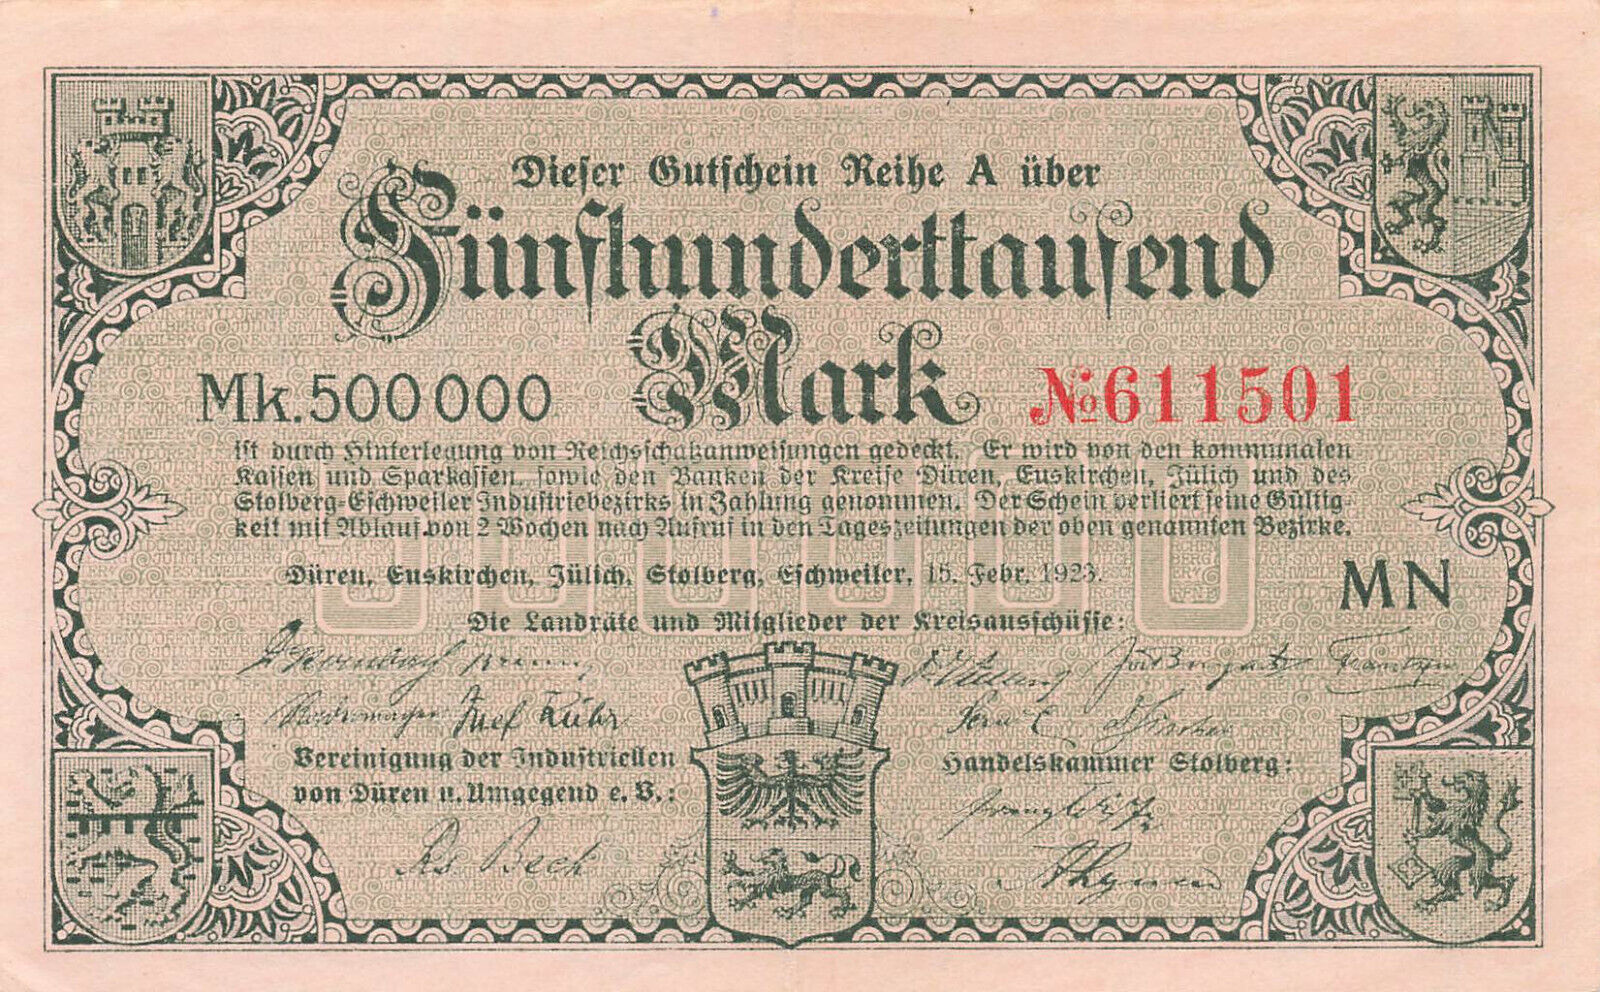 Dieser Gutschein Reihe A über
Fünfhunderttausend
Mark
Mk. 500 000
№ 611501
ist durch Hinterlegung von Reichsschatzanweisungen gedeckt. Er wird von den kommunalen
Kassen und Sparkassen, sowie den Banken der Kreise Düren, Euskirchen, Jülich und des
Stolberg-Eschweiler Industriebezirks in Zahlung genommen. Der Schein verliert seine Gültig-
keit mit Ablauf von 2 Wochen nach Aufruf in den Tageszeitungen der oben genannten Bezirke.
Düren, Euskirchen, Jülich, Stolberg, Eschweiler, 15. Febr. 1923.
MN
Die Landräte und Mitglieder der Kreisausschüsse:
Vereinigung der Industriellen
von Düren u. Umgegend e. V.:
Handelskammer Stolberg:
Beck